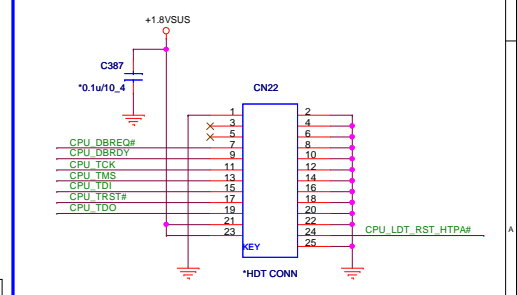 +1.8VSUS
C387
*0.1u/10_4
CN22
1 2
3 4
5 6
CPU_DBREQ# 7 8
CPU_DBRDY 9 10
CPU_TCK 11 12
CPU_TMS 13 14
CPU_TDI 15 16
CPU_TRST# 17 18
CPU_TDO 19 20
21 22
23 24 CPU_LDT_RST_HTPA#
KEY 25
*HDT CONN
A